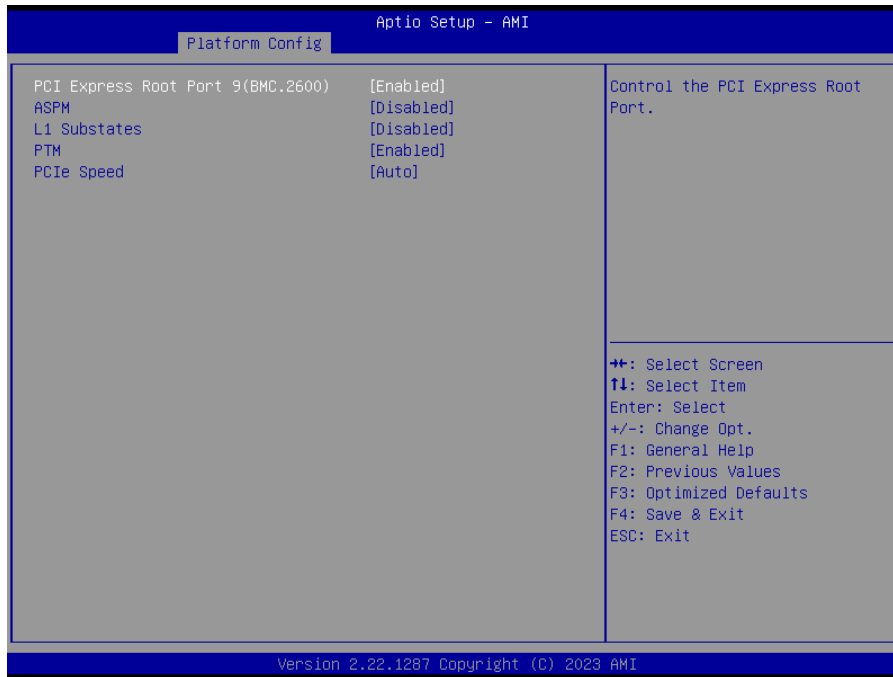 Aptio Setup - AMI
Platform Config
PCI Express Root Port 9(BMC.2600) [Enabled]
ASPM [Disabled]
L1 Substates [Disabled]
PTM [Enabled]
PCIe Speed [Auto]
Control the PCI Express Root
Port.
→←: Select Screen
↑↓: Select Item
Enter: Select
+/-: Change Opt.
F1: General Help
F2: Previous Values
F3: Optimized Defaults
F4: Save & Exit
ESC: Exit
Version 2.22.1287 Copyright (C) 2023 AMI